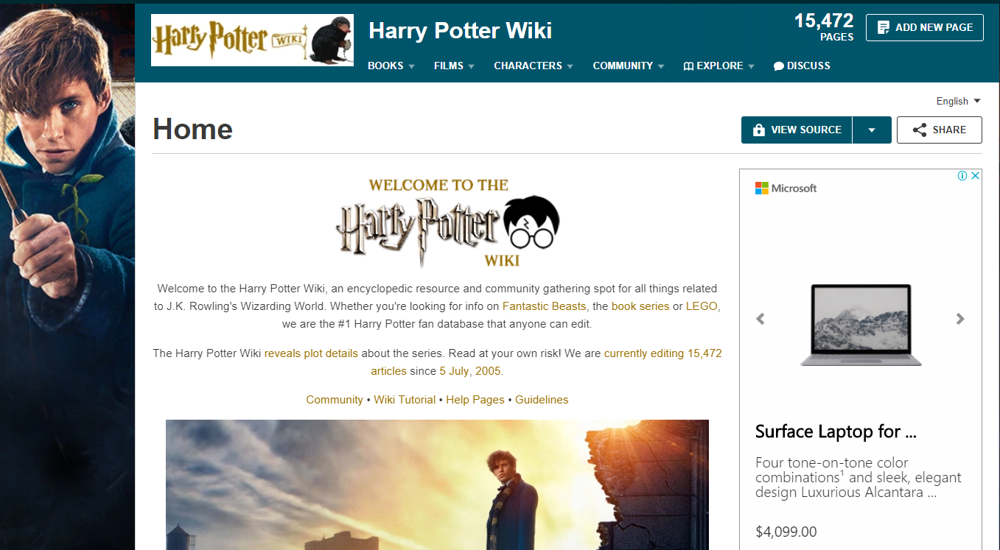 Harry Potter WIKI
Harry Potter Wiki
15,472
PAGES
ADD NEW PAGE
BOOKS
FILMS
CHARACTERS
COMMUNITY
EXPLORE
DISCUSS
English
Home
VIEW SOURCE
SHARE
WELCOME TO THE
Harry Potter
WIKI
Welcome to the Harry Potter Wiki, an encyclopedic resource and community gathering spot for all things related
to J.K. Rowling's Wizarding World. Whether you're looking for info on Fantastic Beasts, the book series or LEGO,
we are the #1 Harry Potter fan database that anyone can edit.
The Harry Potter Wiki reveals plot details about the series. Read at your own risk! We are currently editing 15,472
articles since 5 July, 2005.
Community • Wiki Tutorial • Help Pages • Guidelines
Microsoft
Surface Laptop for ...
Four tone-on-tone color
combinations¹ and sleek, elegant
design Luxurious Alcantara ...
$4,099.00